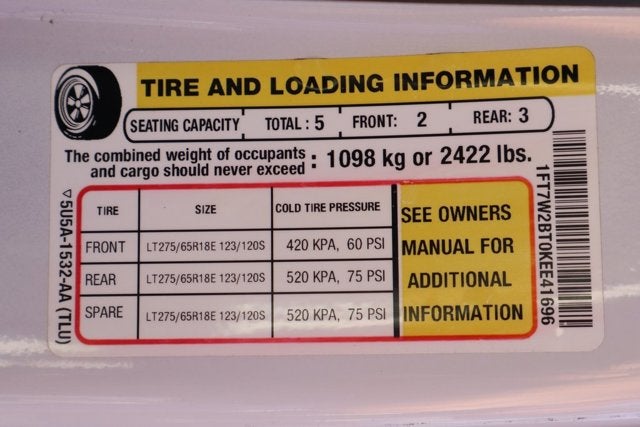 TIRE AND LOADING INFORMATION
SEATING CAPACITY TOTAL : 5 FRONT: 2 REAR: 3
The combined weight of occupants
and cargo should never exceed : 1098 kg or 2422 lbs.
TIRE SIZE COLD TIRE PRESSURE
FRONT LT275/65R18E 123/120S 420 KPA, 60 PSI
REAR LT275/65R18E 123/120S 520 KPA, 75 PSI
SPARE LT275/65R18E 123/120S 520 KPA, 75 PSI
SEE OWNERS
MANUAL FOR
ADDITIONAL
INFORMATION
▽5U5A-1532-AA (TLU)
1FT7W2BT0KEE41696